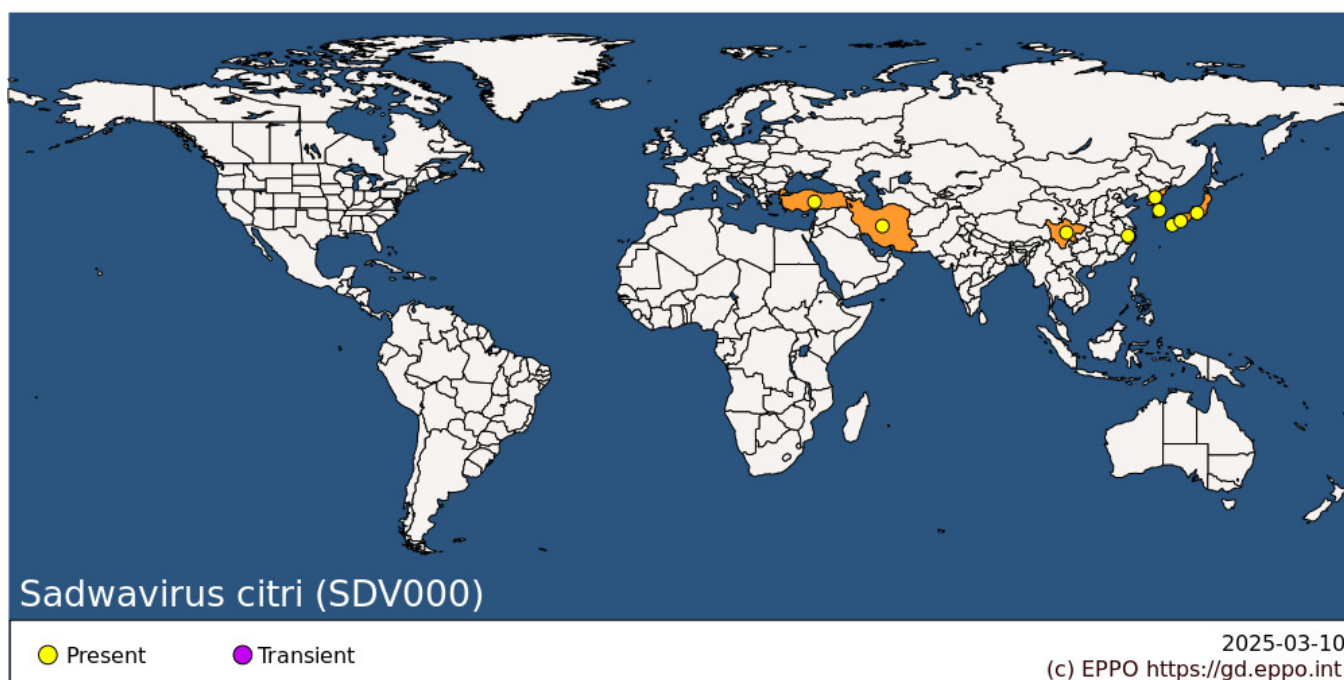 Sadwavirus citri (SDV000)
Present
Transient
2025-03-10
(c) EPPO https://gd.eppo.int